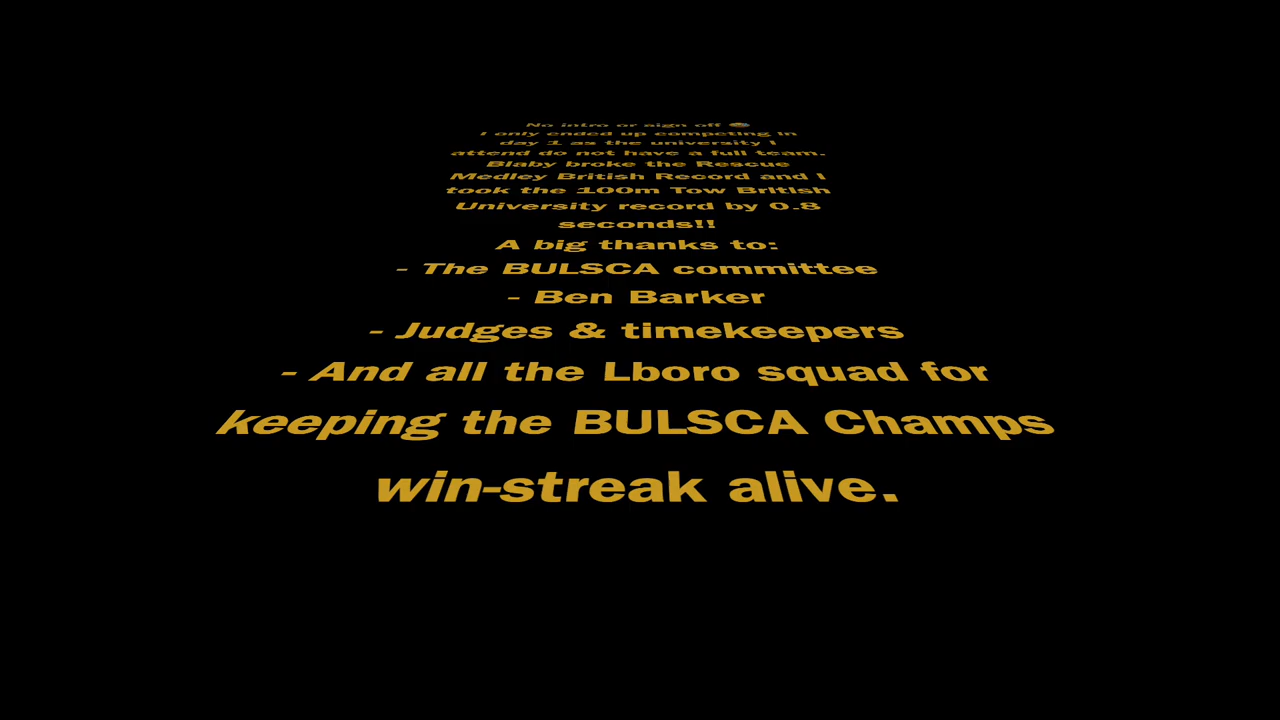 No intro or sign off
I only ended up competing in
day 1 as the university I
attend do not have a full team.
Blaby broke the Rescue
Medley British Record and I
took the 100m Tow British
University record by 0.8
seconds!!
A big thanks to:
- The BULSCA committee
- Ben Barker
- Judges & timekeepers
- And all the Lboro squad for
keeping the BULSCA Champs
win-streak alive.